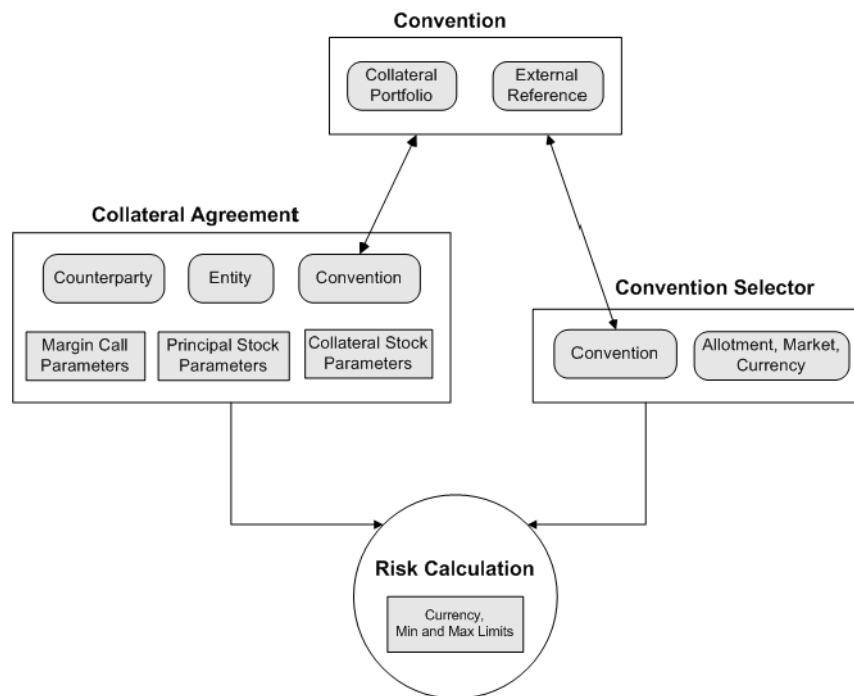 Convention
Collateral
Portfolio
External
Reference
Collateral Agreement
Counterparty
Entity
Convention
Margin Call
Parameters
Principal Stock
Parameters
Collateral Stock
Parameters
Convention Selector
Convention
Allotment, Market,
Currency
Risk Calculation
Currency,
Min and Max Limits